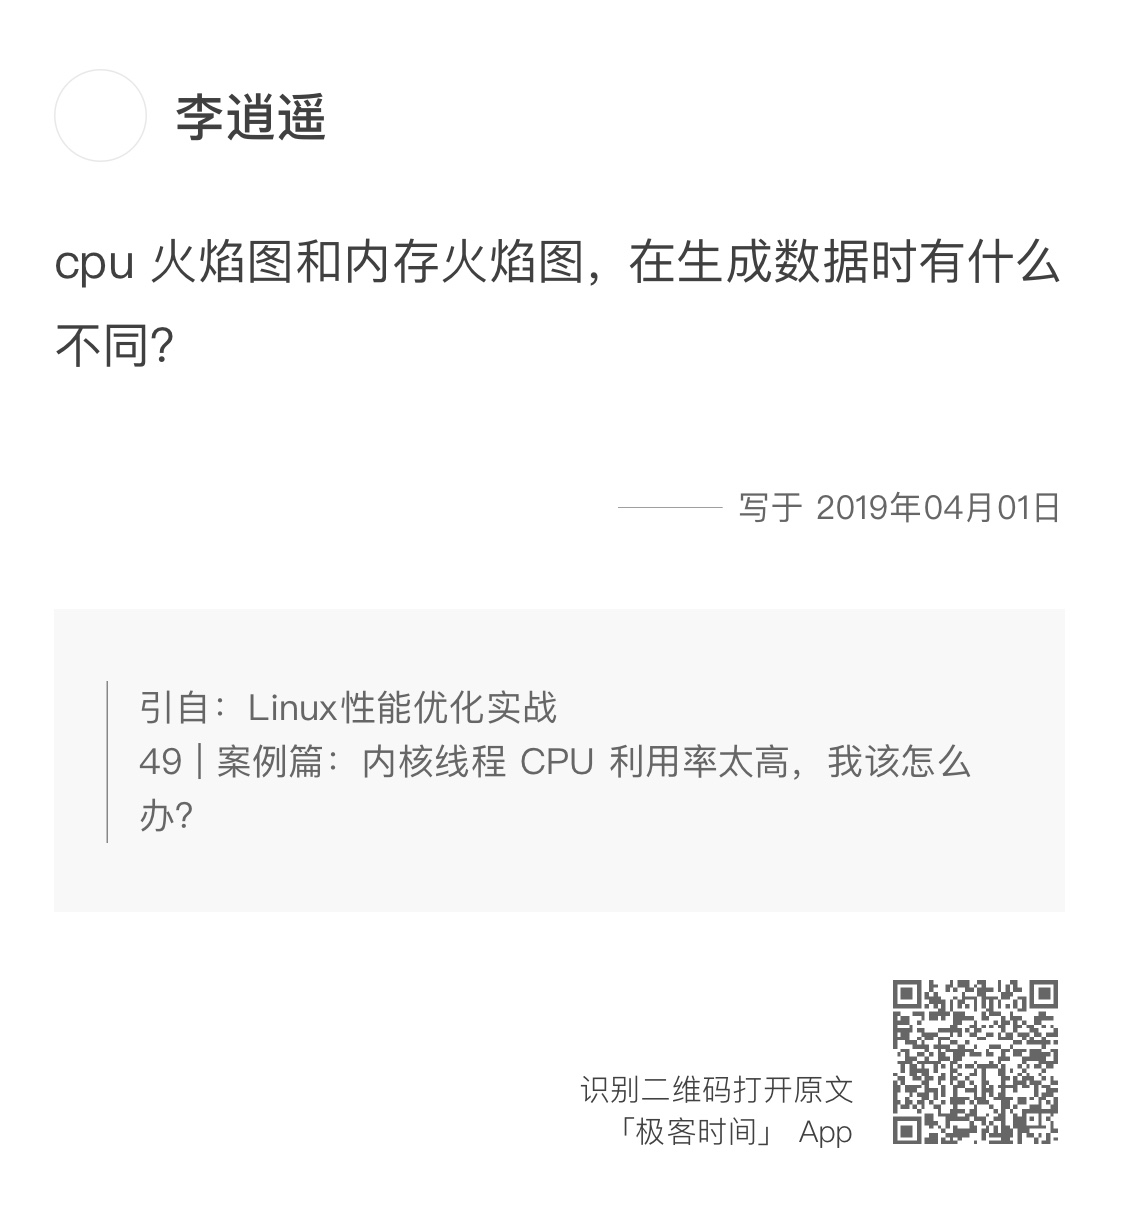 李逍遥
cpu 火焰图和内存火焰图，在生成数据时有什么
不同？
写于 2019年04月01日
引自：Linux性能优化实战
49 | 案例篇：内核线程 CPU 利用率太高，我该怎么
办？
识别二维码打开原文
「极客时间」 App